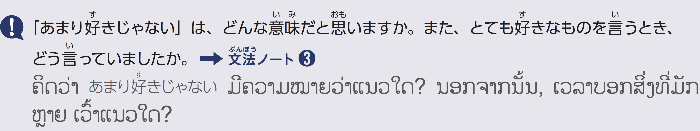 「あまり好きじゃない」は、どんな意味だと思いますか。また、とても好きなものを言うとき、
どう言っていましたか。➡文法ノート❸
ຄິດວ່າ あまり好きじゃない ມີຄວາມໝາຍວ່າແນວໃດ? ນອກຈາກນັ້ນ, ເວລາບອກສິ່ງທີ່ມັກ
ຫຼາຍ ເວົ້າແນວໃດ?